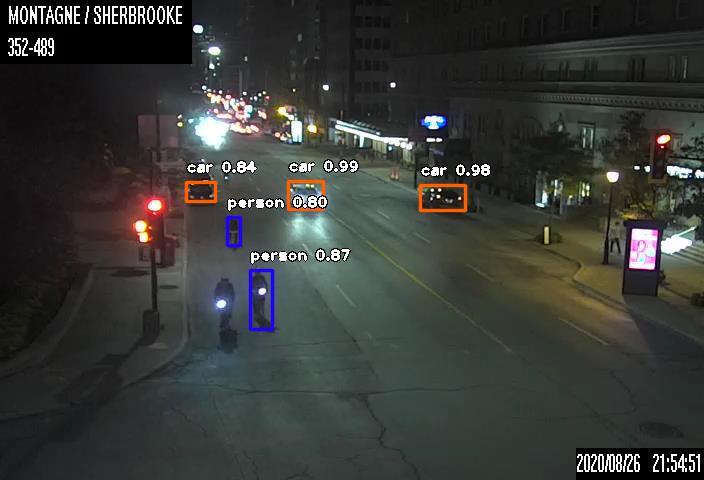 MONTAGNE / SHERBROOKE
352-489
car 0.84
car 0.99
car 0.98
person 0.80
person 0.87
2020/08/26 21:54:51